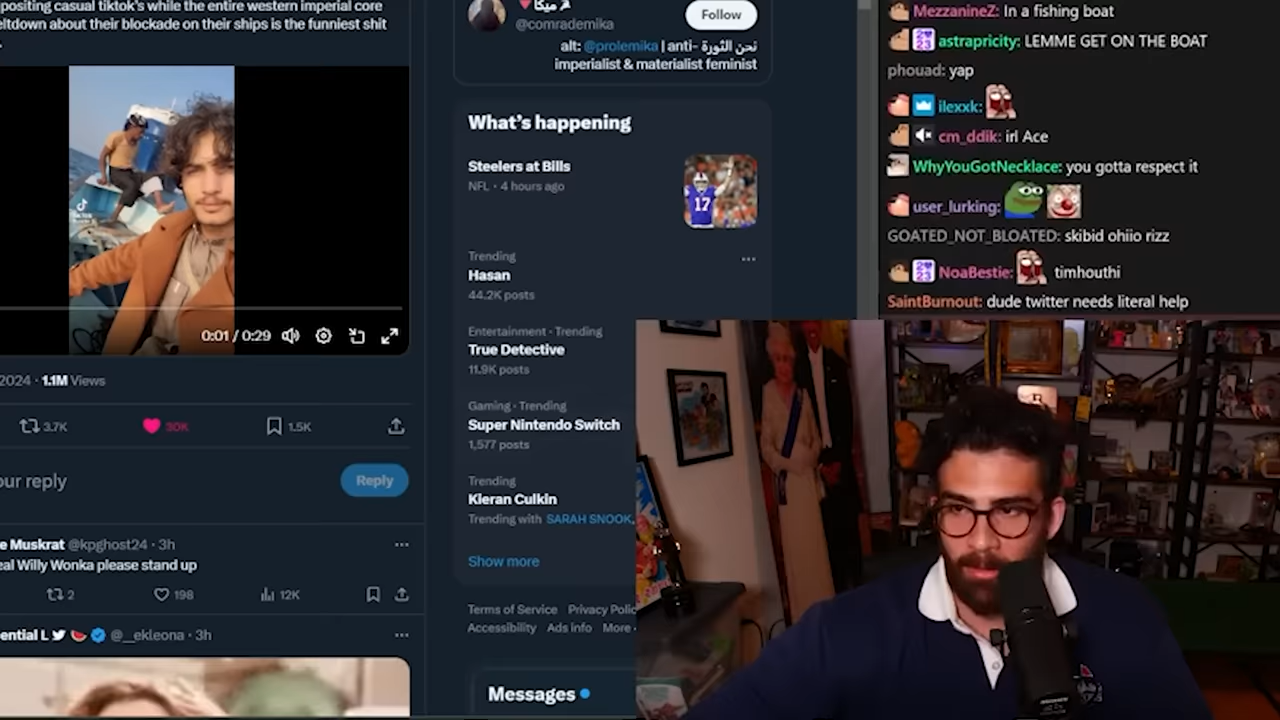 positing casual tiktok's while the entire western imperial core
eltdown about their blockade on their ships is the funniest shit
TikTok
0:01 / 0:29
2024 · 1.1M Views
3.7K
30K
1.5K
our reply
Reply
e Muskrat @kpghost24 · 3h
eal Willy Wonka please stand up
2
198
12K
ential L @__ekleona · 3h
ميكا
@comrademika
Follow
alt: @prolemika | anti- نحن الثورة
imperialist & materialist feminist
What's happening
Steelers at Bills
NFL · 4 hours ago
17
Trending
Hasan
44.2K posts
Entertainment · Trending
True Detective
11.9K posts
Gaming · Trending
Super Nintendo Switch
1,577 posts
Trending
Kieran Culkin
Trending with SARAH SNOOK,
Show more
Terms of Service Privacy Polic
Accessibility Ads info More
Messages
MezzanineZ: In a fishing boat
astrapricity: LEMME GET ON THE BOAT
phouad: yap
ilexxk:
cm_ddik: irl Ace
WhyYouGotNecklace: you gotta respect it
user_lurking:
GOATED_NOT_BLOATED: skibid ohiio rizz
NoaBestie: timhouthi
SaintBurnout: dude twitter needs literal help